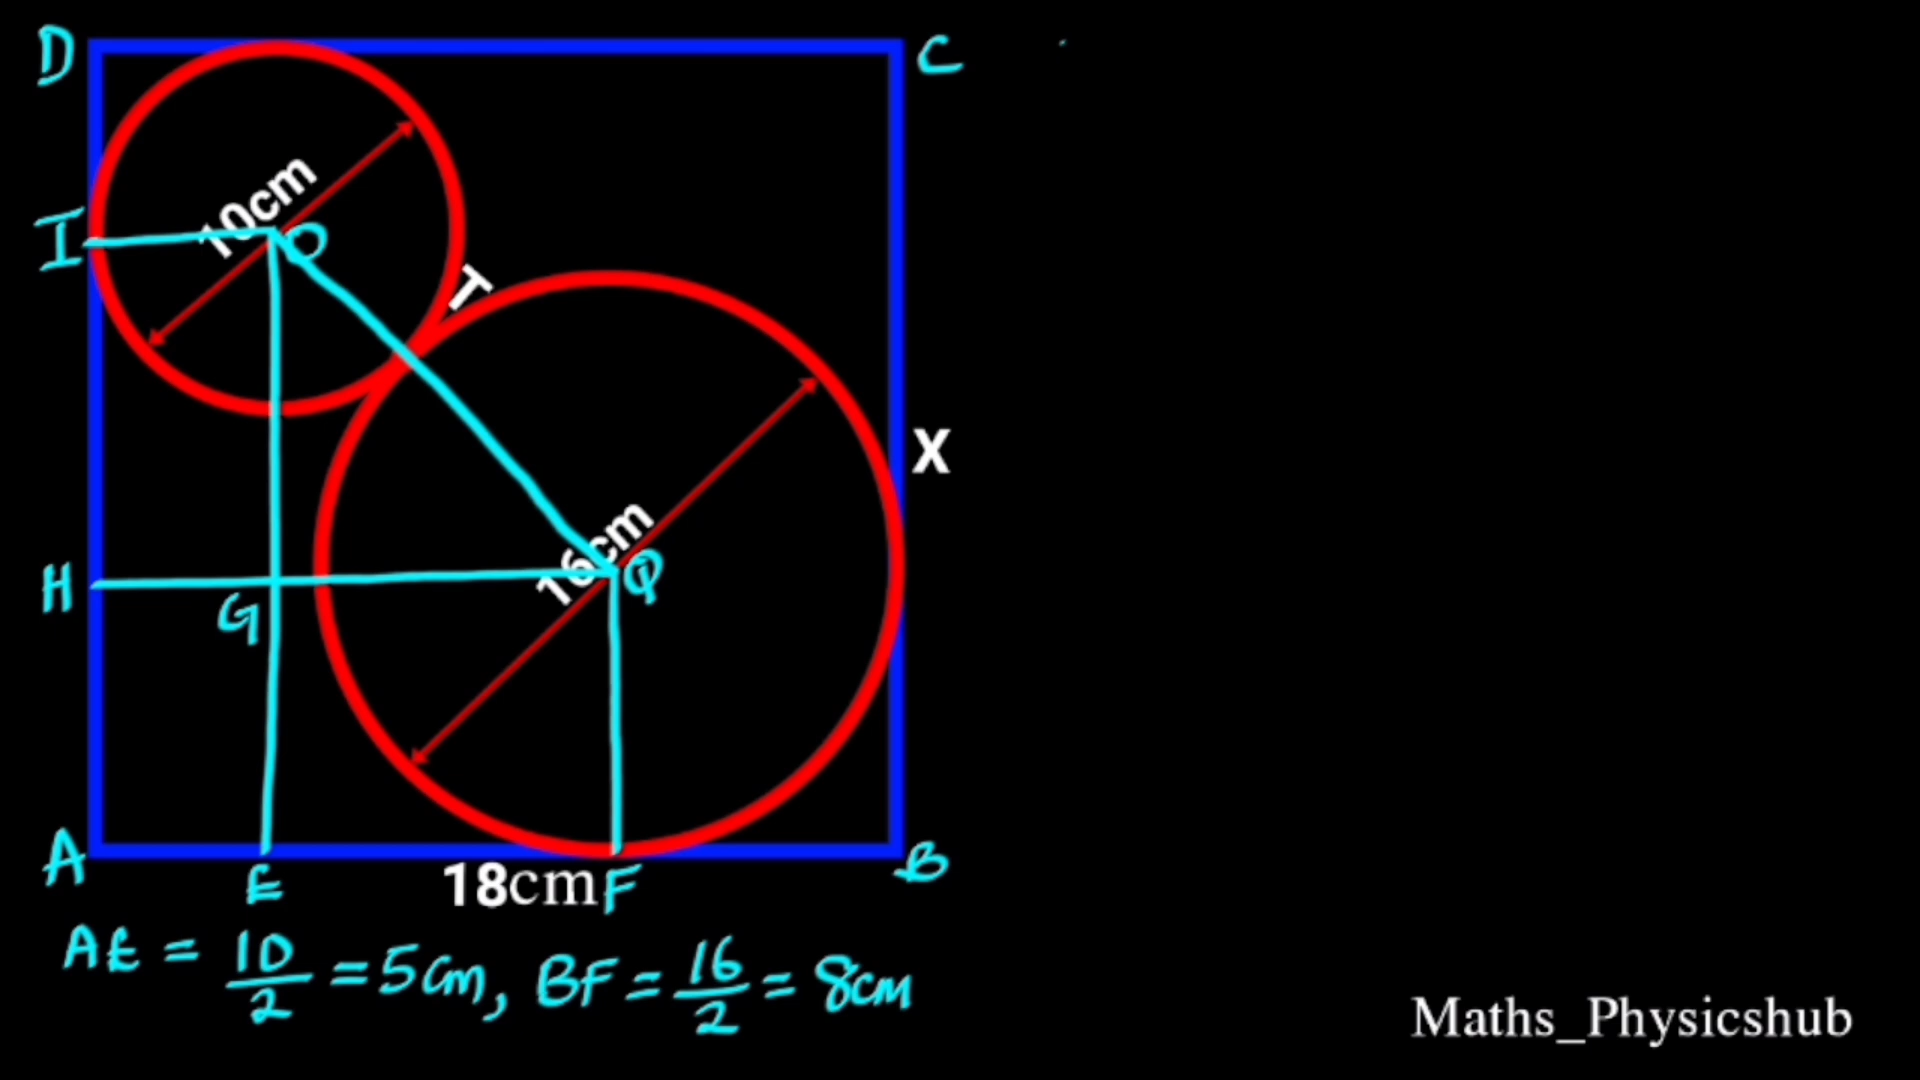 D
C
10cm
I
O
T
X
16cm
H
Q
G
A
B
E
18cm
F
AE = 10/2 = 5cm, BF = 16/2 = 8cm
Maths_Physicshub